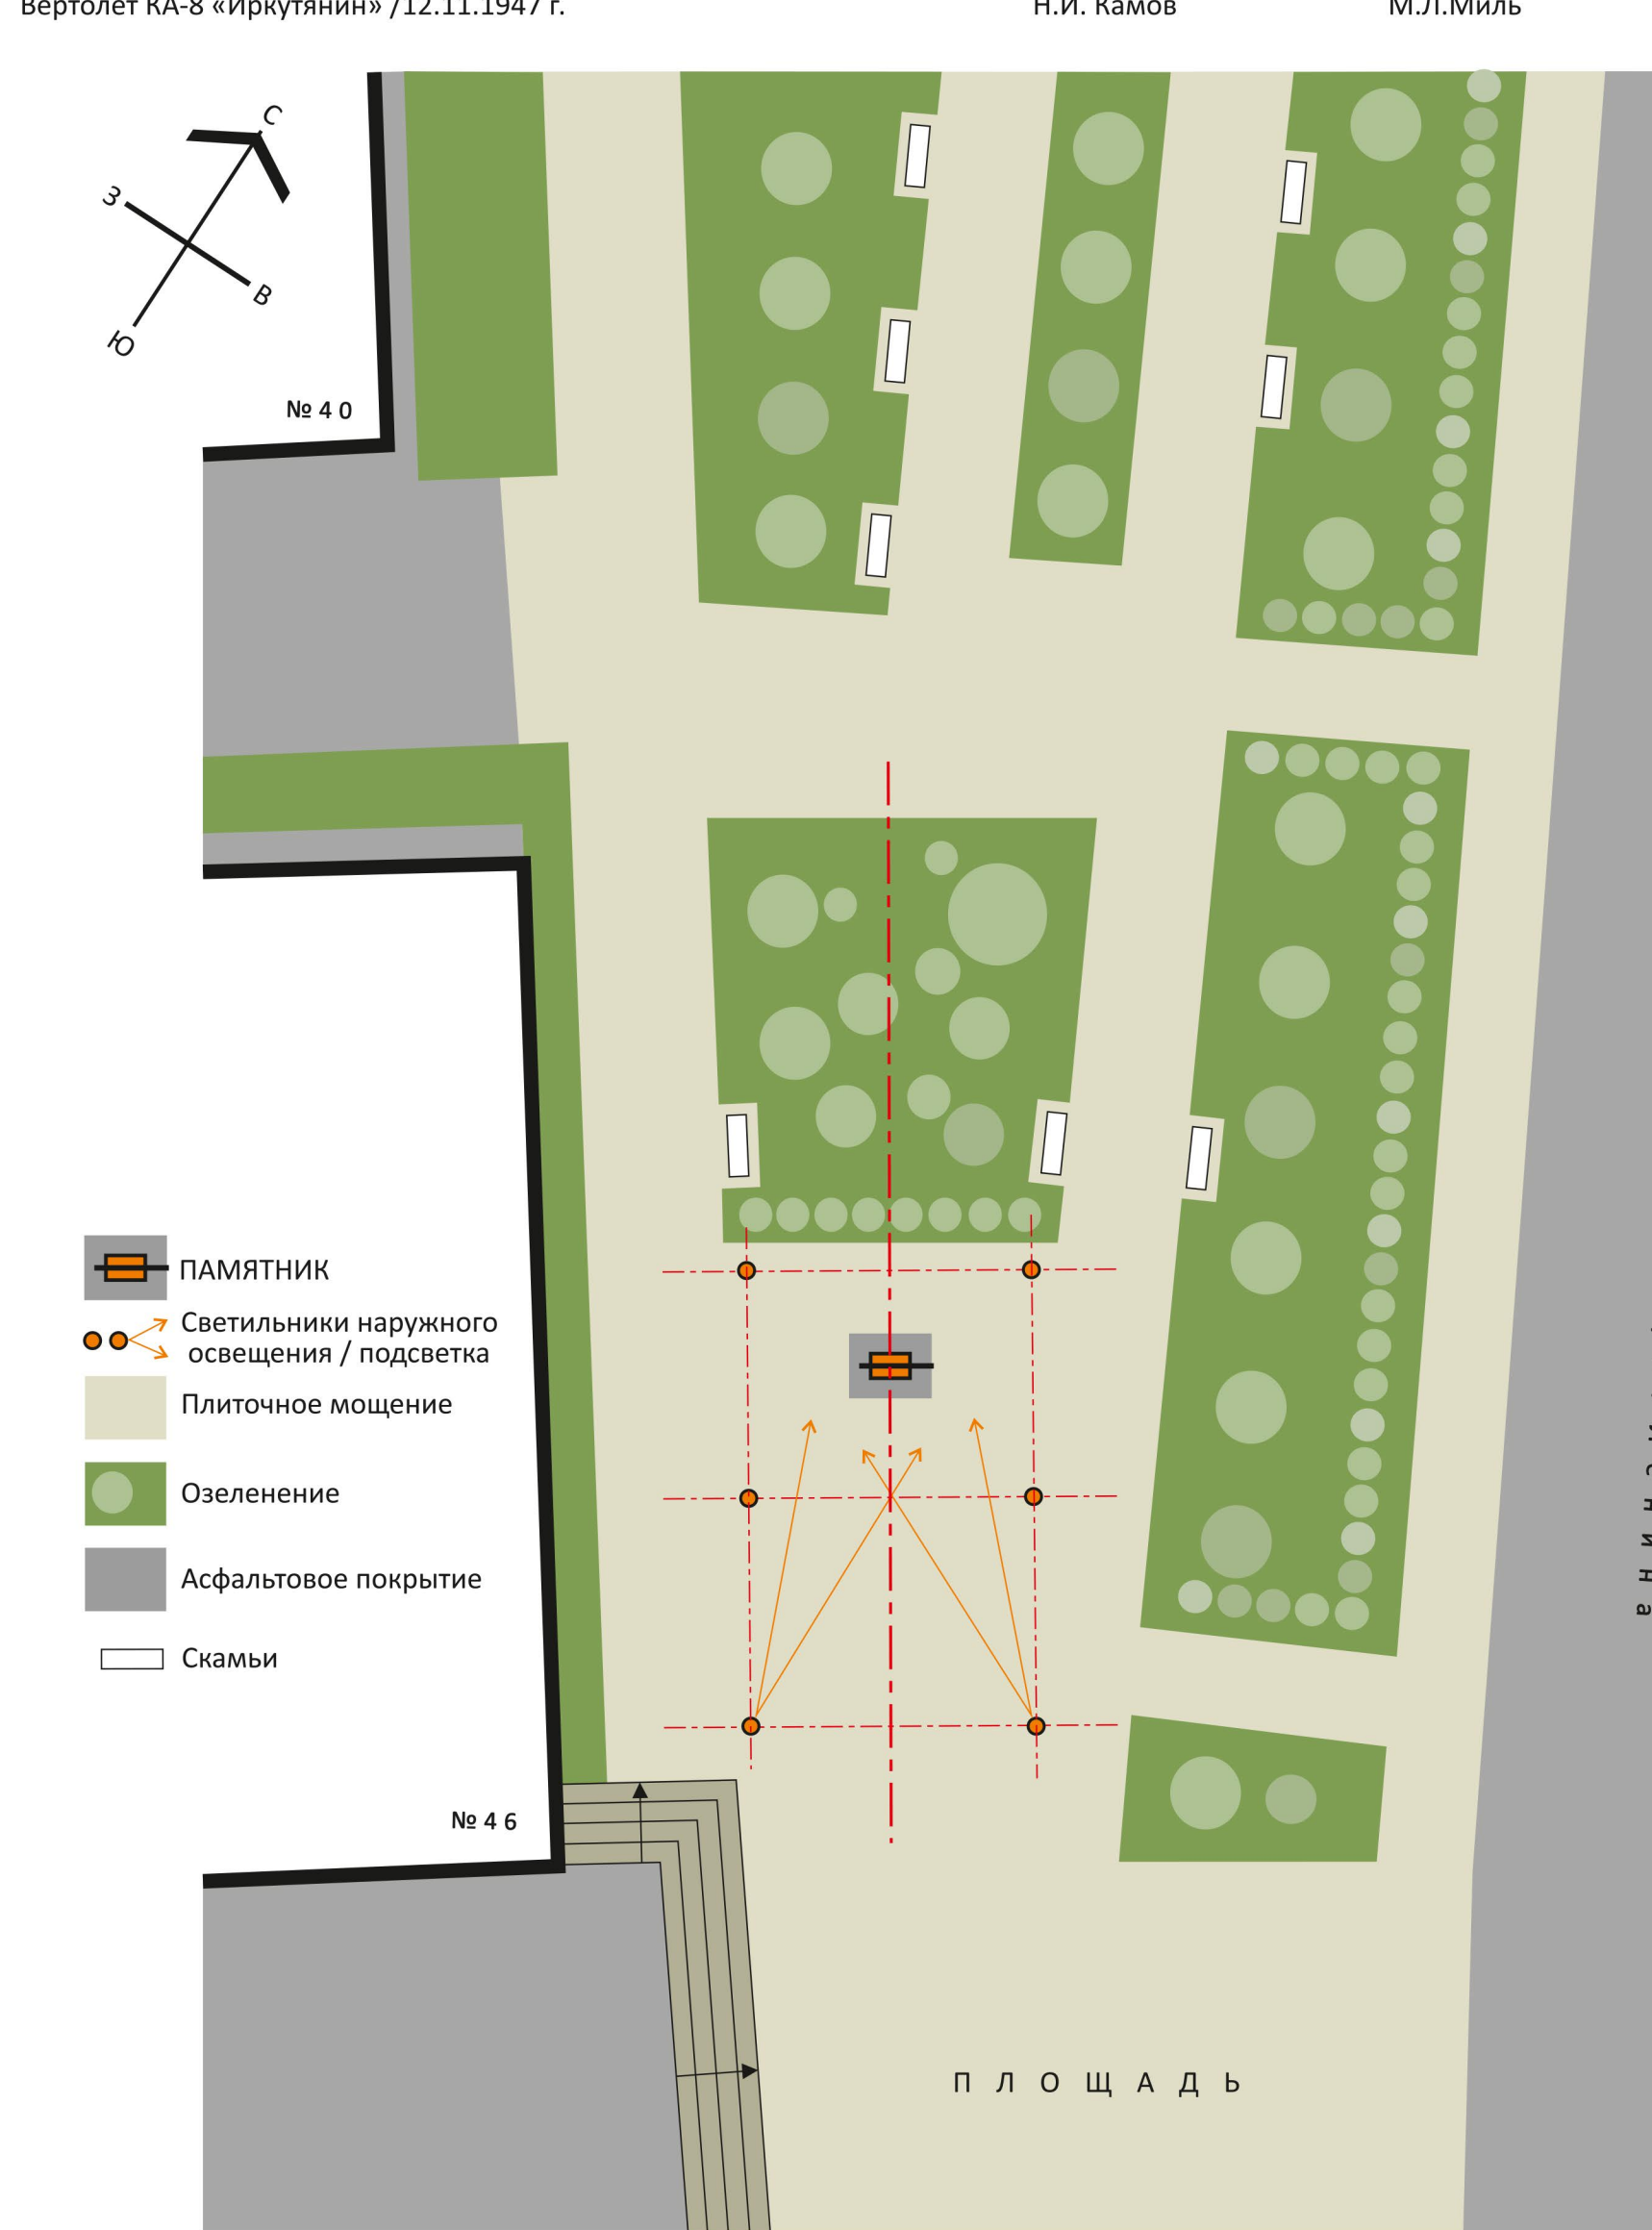 Вертолет КА-8 «Иркутянин» /12.11.1947 г.
Н.И. Камов
М.Л.Миль
С
З
В
Ю
№ 4 0
ПАМЯТНИК
Светильники наружного
освещения / подсветка
Плиточное мощение
Озеленение
Асфальтовое покрытие
Скамьи
№ 4 6
П Л О Щ А Д Ь